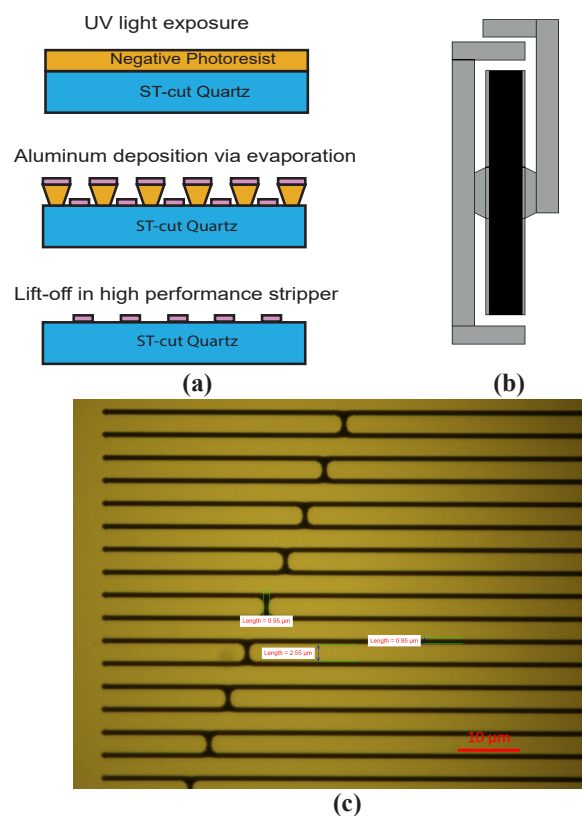 UV light exposure
Negative Photoresist
ST-cut Quartz
Aluminum deposition via evaporation
ST-cut Quartz
Lift-off in high performance stripper
ST-cut Quartz
(a)
(b)
Length = 0.95 µm
Length = 0.95 µm
Length = 2.55 µm
10 µm
(c)